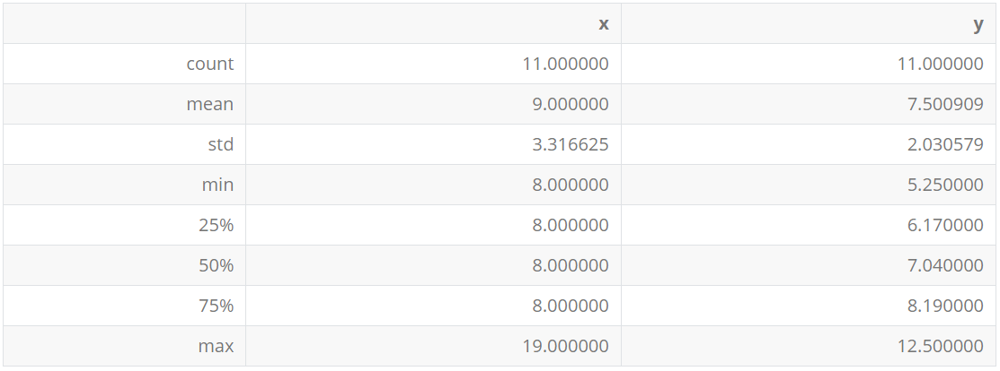 x y
count 11.000000 11.000000
mean 9.000000 7.500909
std 3.316625 2.030579
min 8.000000 5.250000
25% 8.000000 6.170000
50% 8.000000 7.040000
75% 8.000000 8.190000
max 19.000000 12.500000